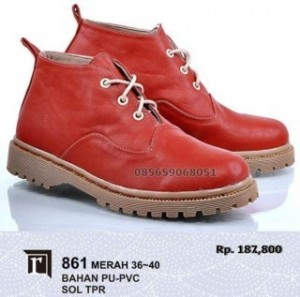 085659068051
Rp. 187,800
861 MERAH 36~40
BAHAN PU-PVC
SOL TPR